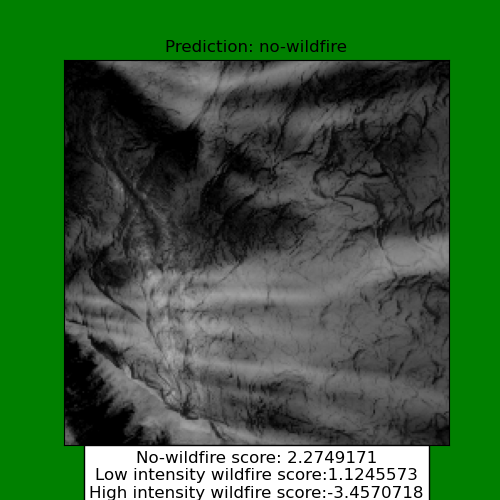 Prediction: no-wildfire
No-wildfire score: 2.2749171
Low intensity wildfire score:1.1245573
High intensity wildfire score:-3.4570718